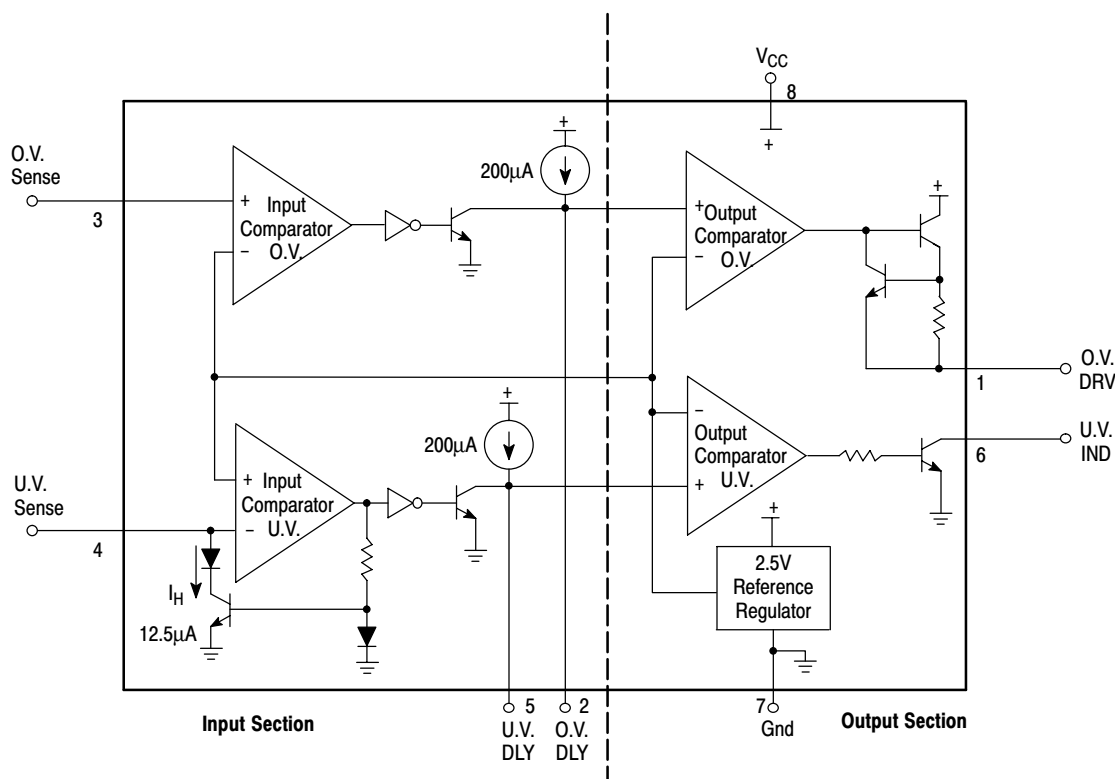 VCC
8
+
+
200µA
O.V.
Sense
3
+
Input
Comparator
O.V.
−
+
Output
Comparator
O.V.
−
+
1
O.V.
DRV
+
200µA
−
Output
Comparator
U.V.
+
6
U.V.
IND
U.V.
Sense
4
+
Input
Comparator
U.V.
−
IH
12.5µA
+
2.5V
Reference
Regulator
Input Section
5
U.V.
DLY
2
O.V.
DLY
7
Gnd
Output Section